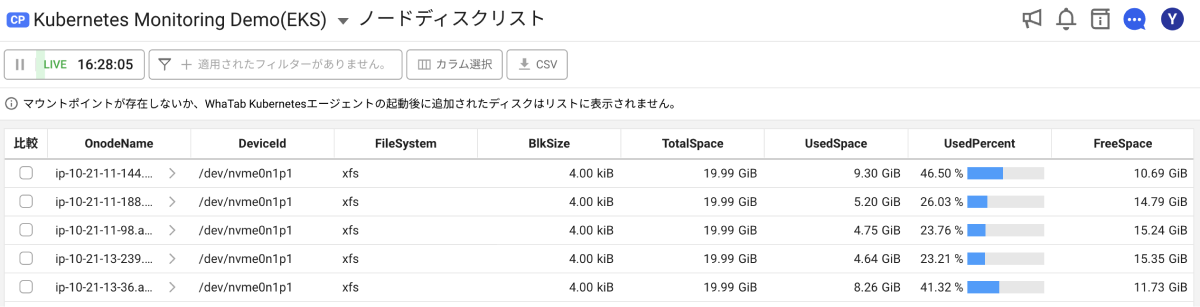 CP Kubernetes Monitoring Demo(EKS) ノードディスクリスト Y
LIVE 16:28:05 適用されたフィルターがありません。 カラム選択 CSV
マウントポイントが存在しないか、WhaTab Kubernetesエージェントの起動後に追加されたディスクはリストに表示されません。
比較 OnodeName DeviceId FileSystem BlkSize TotalSpace UsedSpace UsedPercent FreeSpace
ip-10-21-11-144.... /dev/nvme0n1p1 xfs 4.00 kiB 19.99 GiB 9.30 GiB 46.50 % 10.69 GiB
ip-10-21-11-188.... /dev/nvme0n1p1 xfs 4.00 kiB 19.99 GiB 5.20 GiB 26.03 % 14.79 GiB
ip-10-21-11-98.a... /dev/nvme0n1p1 xfs 4.00 kiB 19.99 GiB 4.75 GiB 23.76 % 15.24 GiB
ip-10-21-13-239.... /dev/nvme0n1p1 xfs 4.00 kiB 19.99 GiB 4.64 GiB 23.21 % 15.35 GiB
ip-10-21-13-36.a... /dev/nvme0n1p1 xfs 4.00 kiB 19.99 GiB 8.26 GiB 41.32 % 11.73 GiB